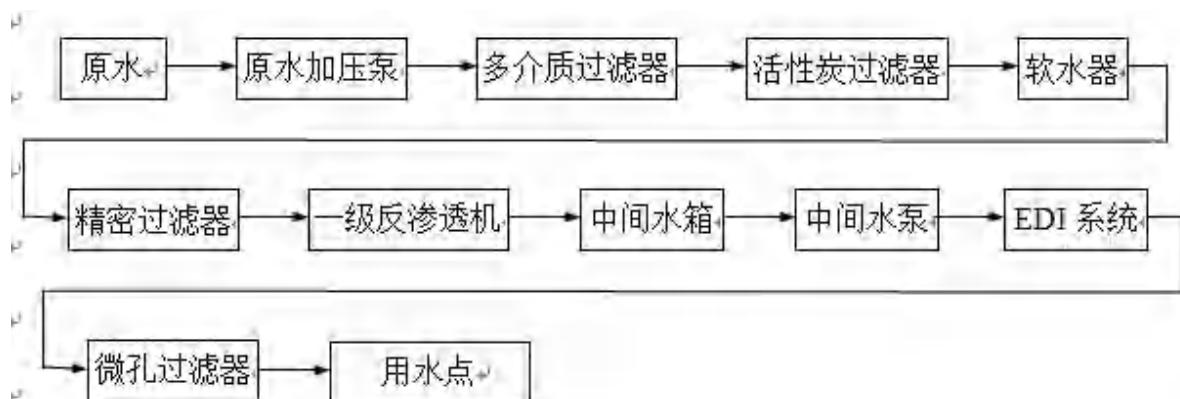 原水 原水加压泵 多介质过滤器 活性炭过滤器 软水器
精密过滤器 一级反渗透机 中间水箱 中间水泵 EDI 系统
微孔过滤器 用水点